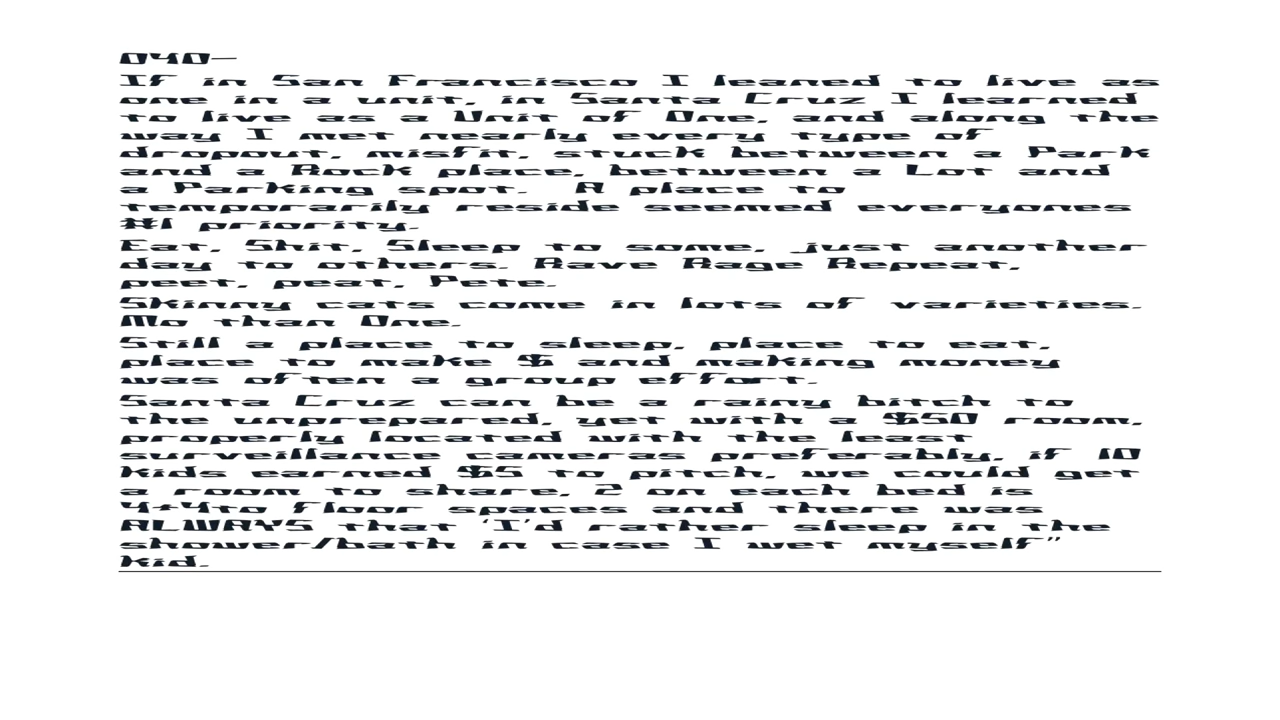 040—
If in San Francisco I leaned to live as
one in a unit, in Santa Cruz I learned
to live as a Unit of One, and along the
way I met nearly every type of
dropout, misfit, stuck between a Park
and a Rock place, between a Lot and
a Parking spot.  A place to
temporarily reside seemed everyones
#1 priority.
Eat, Shit, Sleep to some, just another
day to others. Rave Rage Repeat,
peet, peat, Pete.
Skinny cats come in lots of varieties.
Mo than One.
Still a place to sleep, place to eat,
place to make $ and making money
was often a group effort.
Santa Cruz can be a rainy bitch to
the unprepared, yet with a $50 room,
properly located with the least
surveillance cameras preferably, if 10
kids earned $5 to pitch, we could get
a room to share, 2 on each bed is
4+4to floor spaces and there was
ALWAYS that ‘I’d rather sleep in the
shower/bath in case I wet myself”
kid.